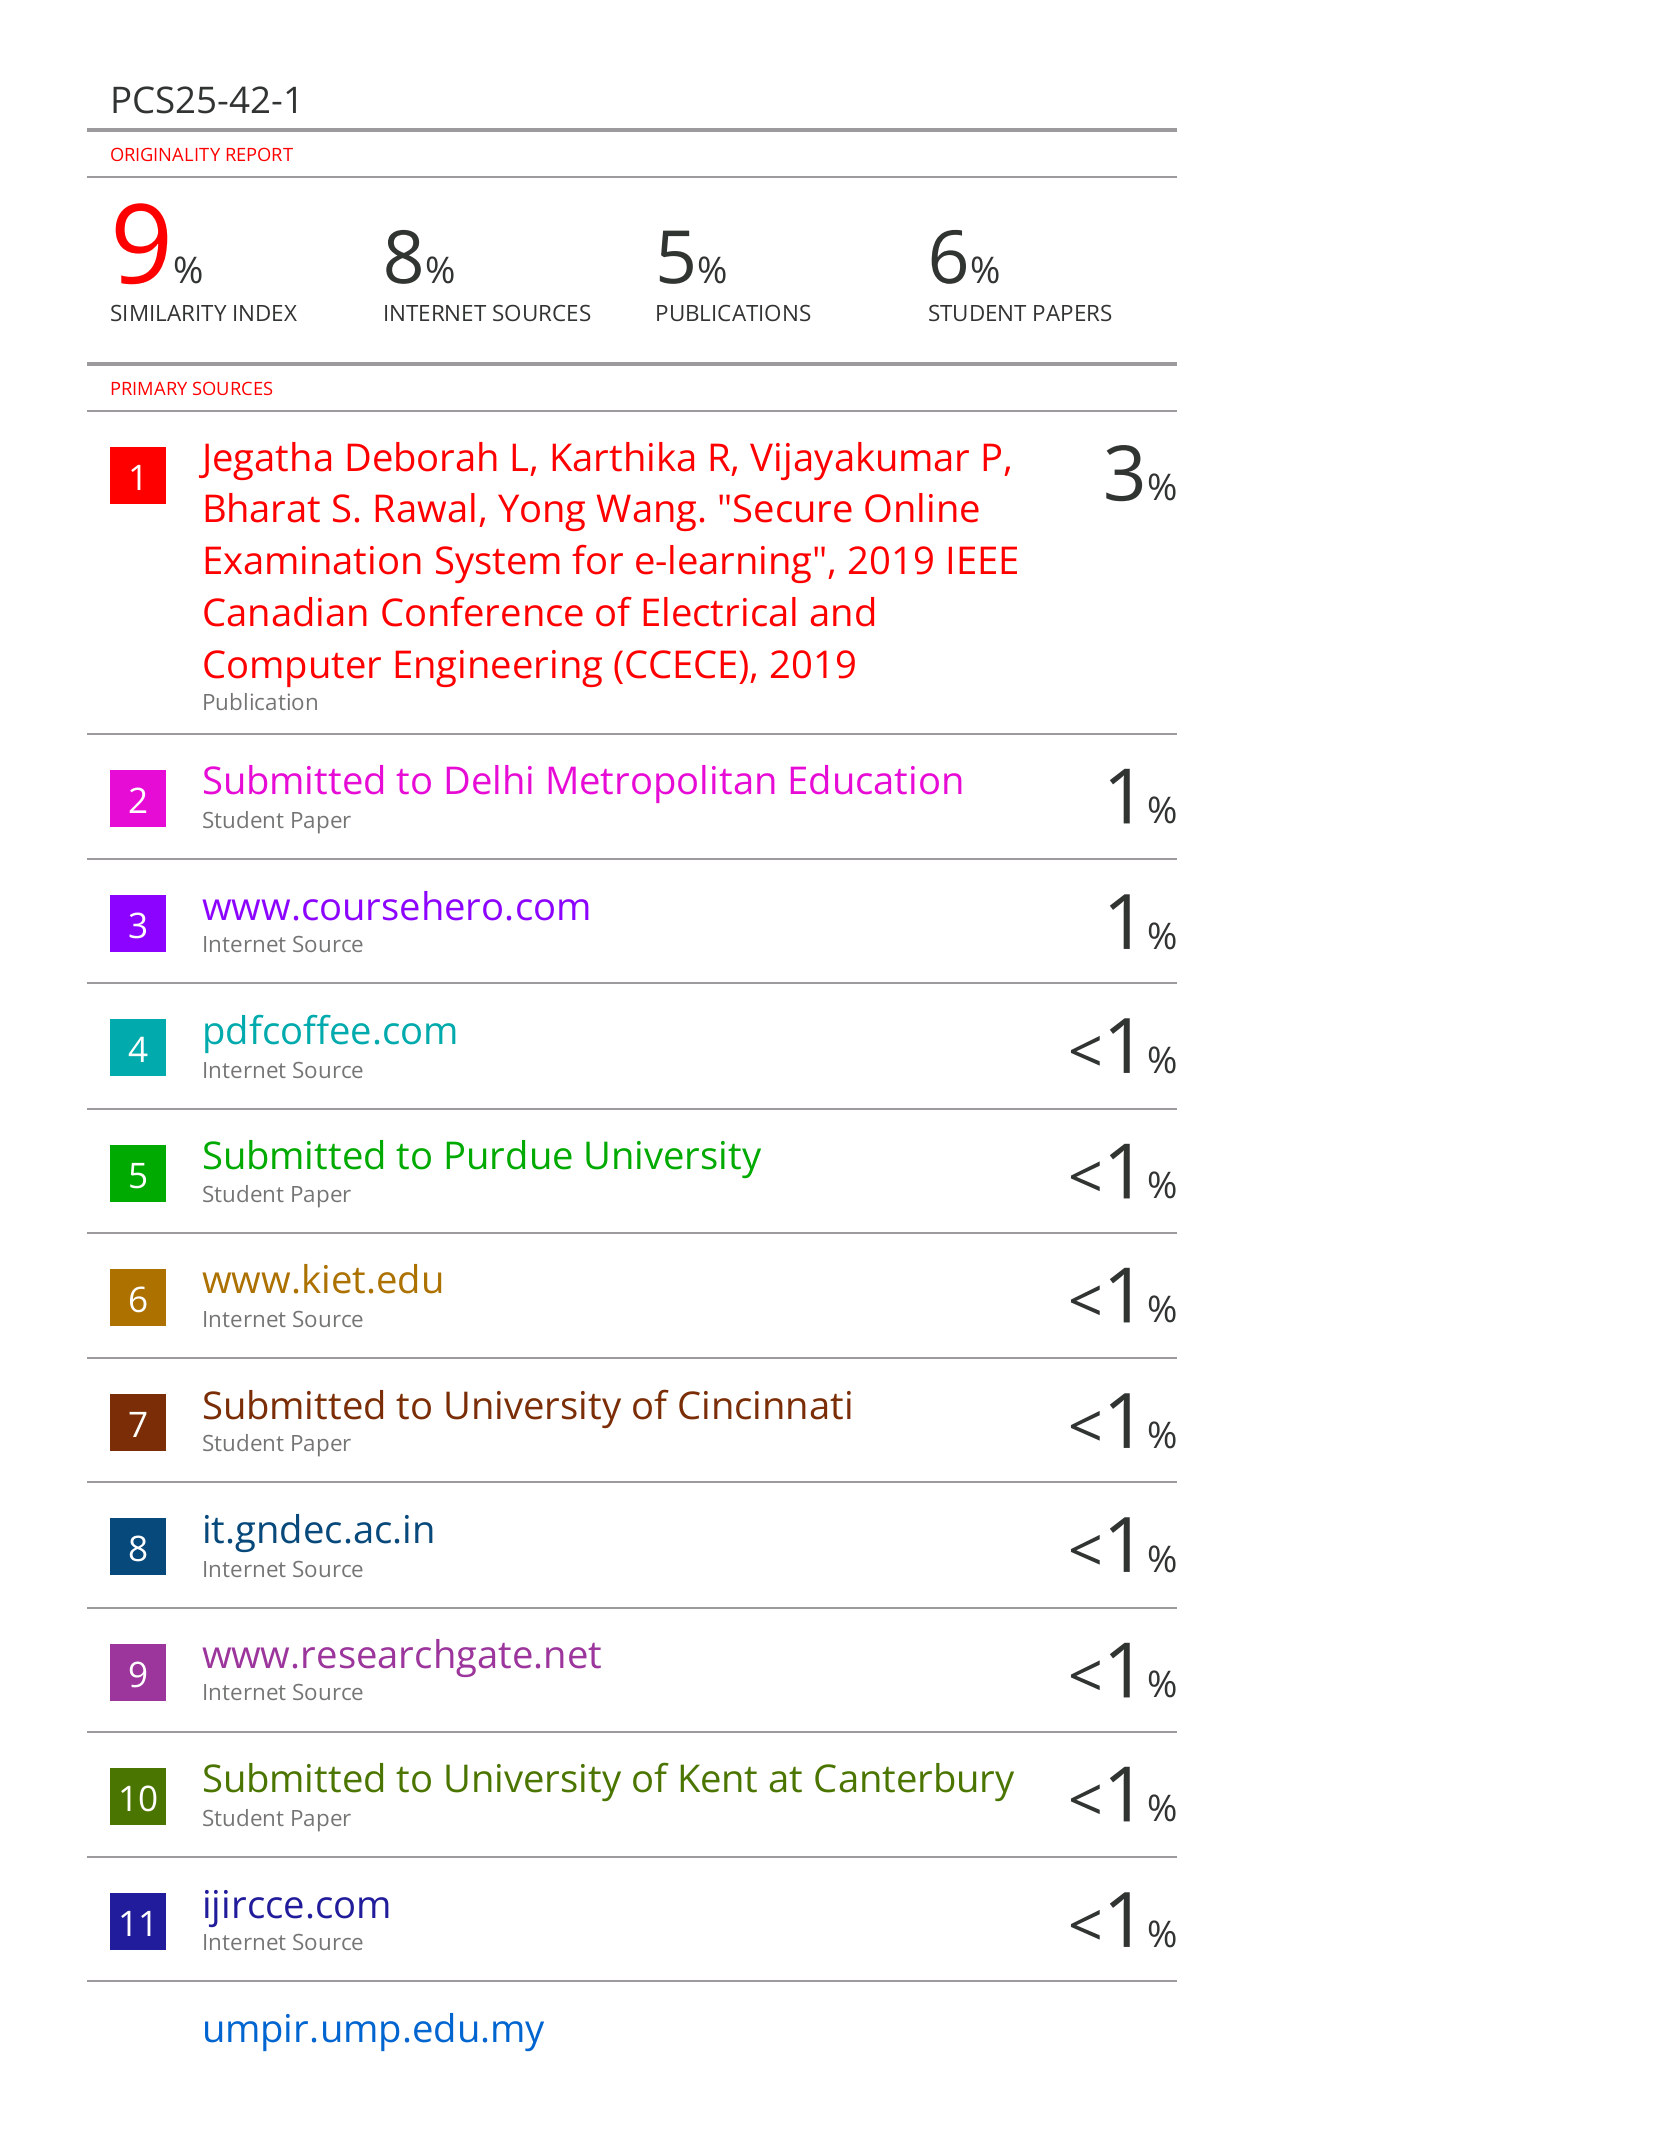 PCS25-42-1
ORIGINALITY REPORT
9% 8% 5% 6%
SIMILARITY INDEX INTERNET SOURCES PUBLICATIONS STUDENT PAPERS
PRIMARY SOURCES
1 Jegatha Deborah L, Karthika R, Vijayakumar P, 3%
Bharat S. Rawal, Yong Wang. "Secure Online
Examination System for e-learning", 2019 IEEE
Canadian Conference of Electrical and
Computer Engineering (CCECE), 2019
Publication
2 Submitted to Delhi Metropolitan Education 1%
Student Paper
3 www.coursehero.com 1%
Internet Source
4 pdfcoffee.com <1%
Internet Source
5 Submitted to Purdue University <1%
Student Paper
6 www.kiet.edu <1%
Internet Source
7 Submitted to University of Cincinnati <1%
Student Paper
8 it.gndec.ac.in <1%
Internet Source
9 www.researchgate.net <1%
Internet Source
10 Submitted to University of Kent at Canterbury <1%
Student Paper
11 ijircce.com <1%
Internet Source
umpir.ump.edu.my